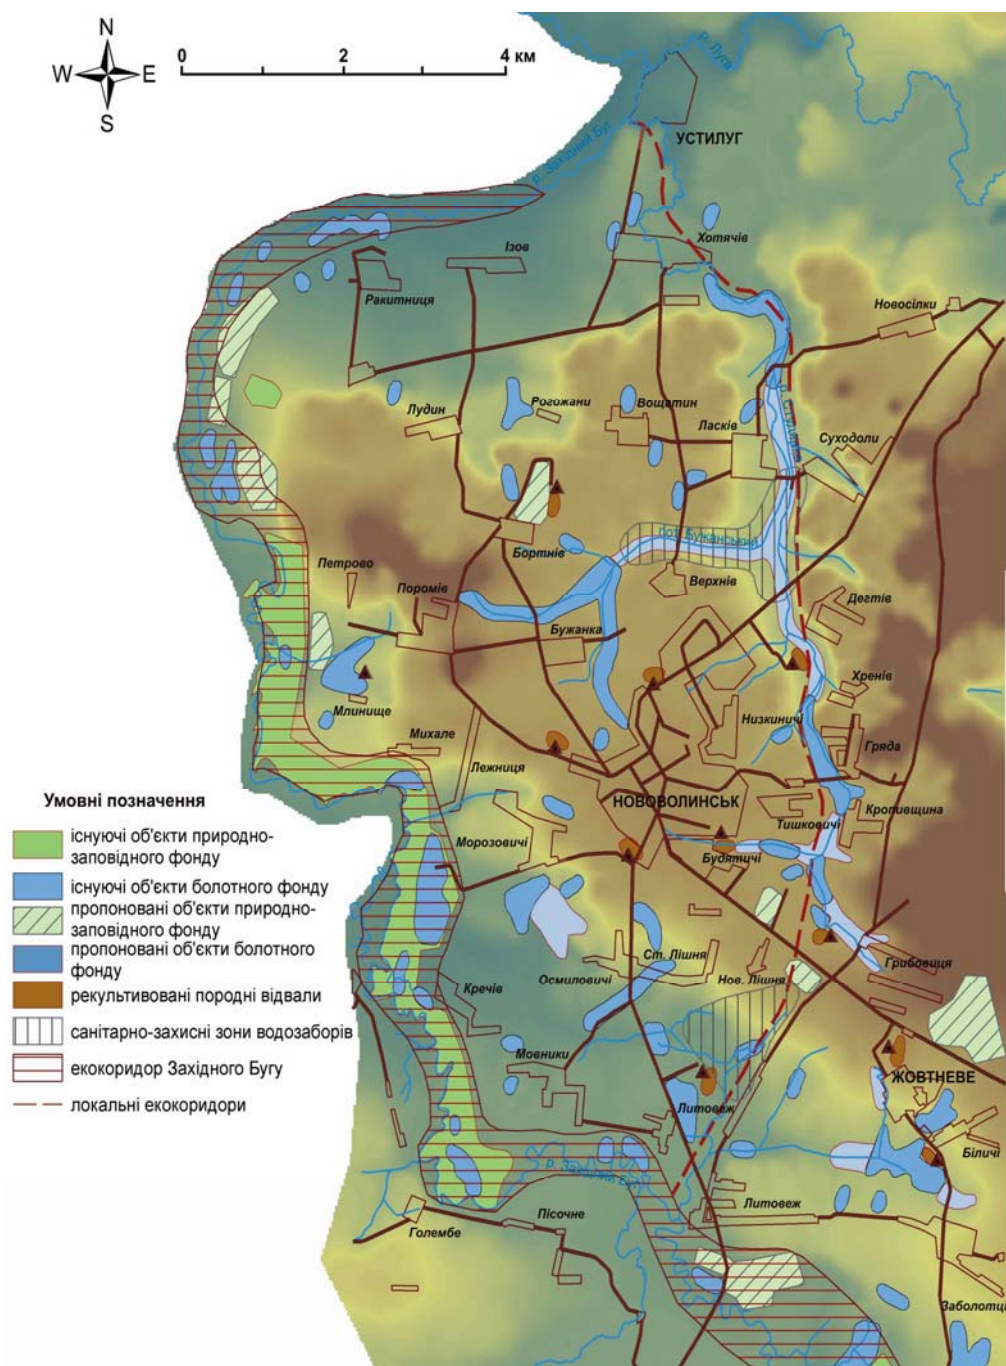 N
W E
S
0 2 4 км
р. Луга
УСТИЛУГ
р. Західний Буг
Хотячів
Ізов
Ракитниця
Новосілки
Рогожани
Вощатин
Лудин
Ласків
Суходоли
р. Студянка
пот. Бужанський
Бортнів
Петрово
Поромів
Верхнів
Дегтів
Бужанка
Хренів
Млинище
Низкиничі
Михале
Гряда
Лежниця
Умовні позначення
НОВОВОЛИНСЬК
Кропивщина
Тишковичі
існуючі об'єкти природно-
заповідного фонду
Морозовичі
Будятичі
існуючі об'єкти болотного фонду
пропоновані об'єкти природно-
заповідного фонду
пропоновані об'єкти болотного
фонду
Ст. Лішня
Грибовиця
Осмиловичі
Нов. Лішня
рекультивовані породні відвали
Кречів
санітарно-захисні зони водозаборів
Мовники
екокоридор Західного Бугу
ЖОВТНЕВЕ
локальні екокоридори
Литовеж
Біличі
р. Західний Буг
Литовеж
Пісочне
Голембе
Заболотці